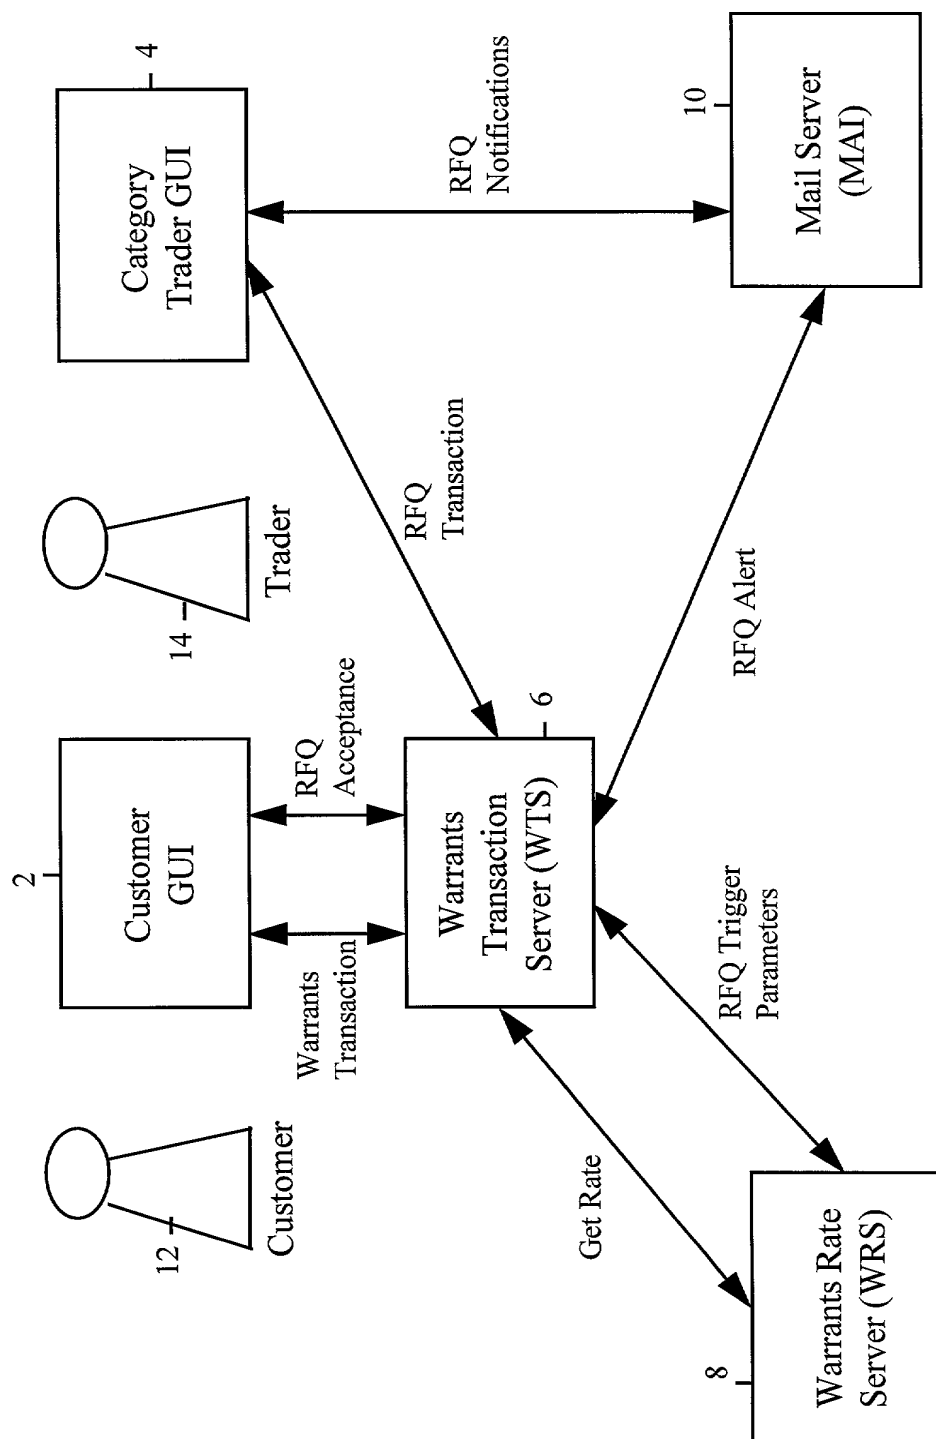 12
Customer
2
Customer
GUI
14
Trader
4
Category
Trader GUI
Warrants
Transaction
RFQ
Acceptance
RFQ
Transaction
RFQ
Notifications
Warrants
Transaction
Server (WTS)
6
Get Rate
RFQ Trigger
Parameters
RFQ Alert
8
Warrants Rate
Server (WRS)
10
Mail Server
(MAI)